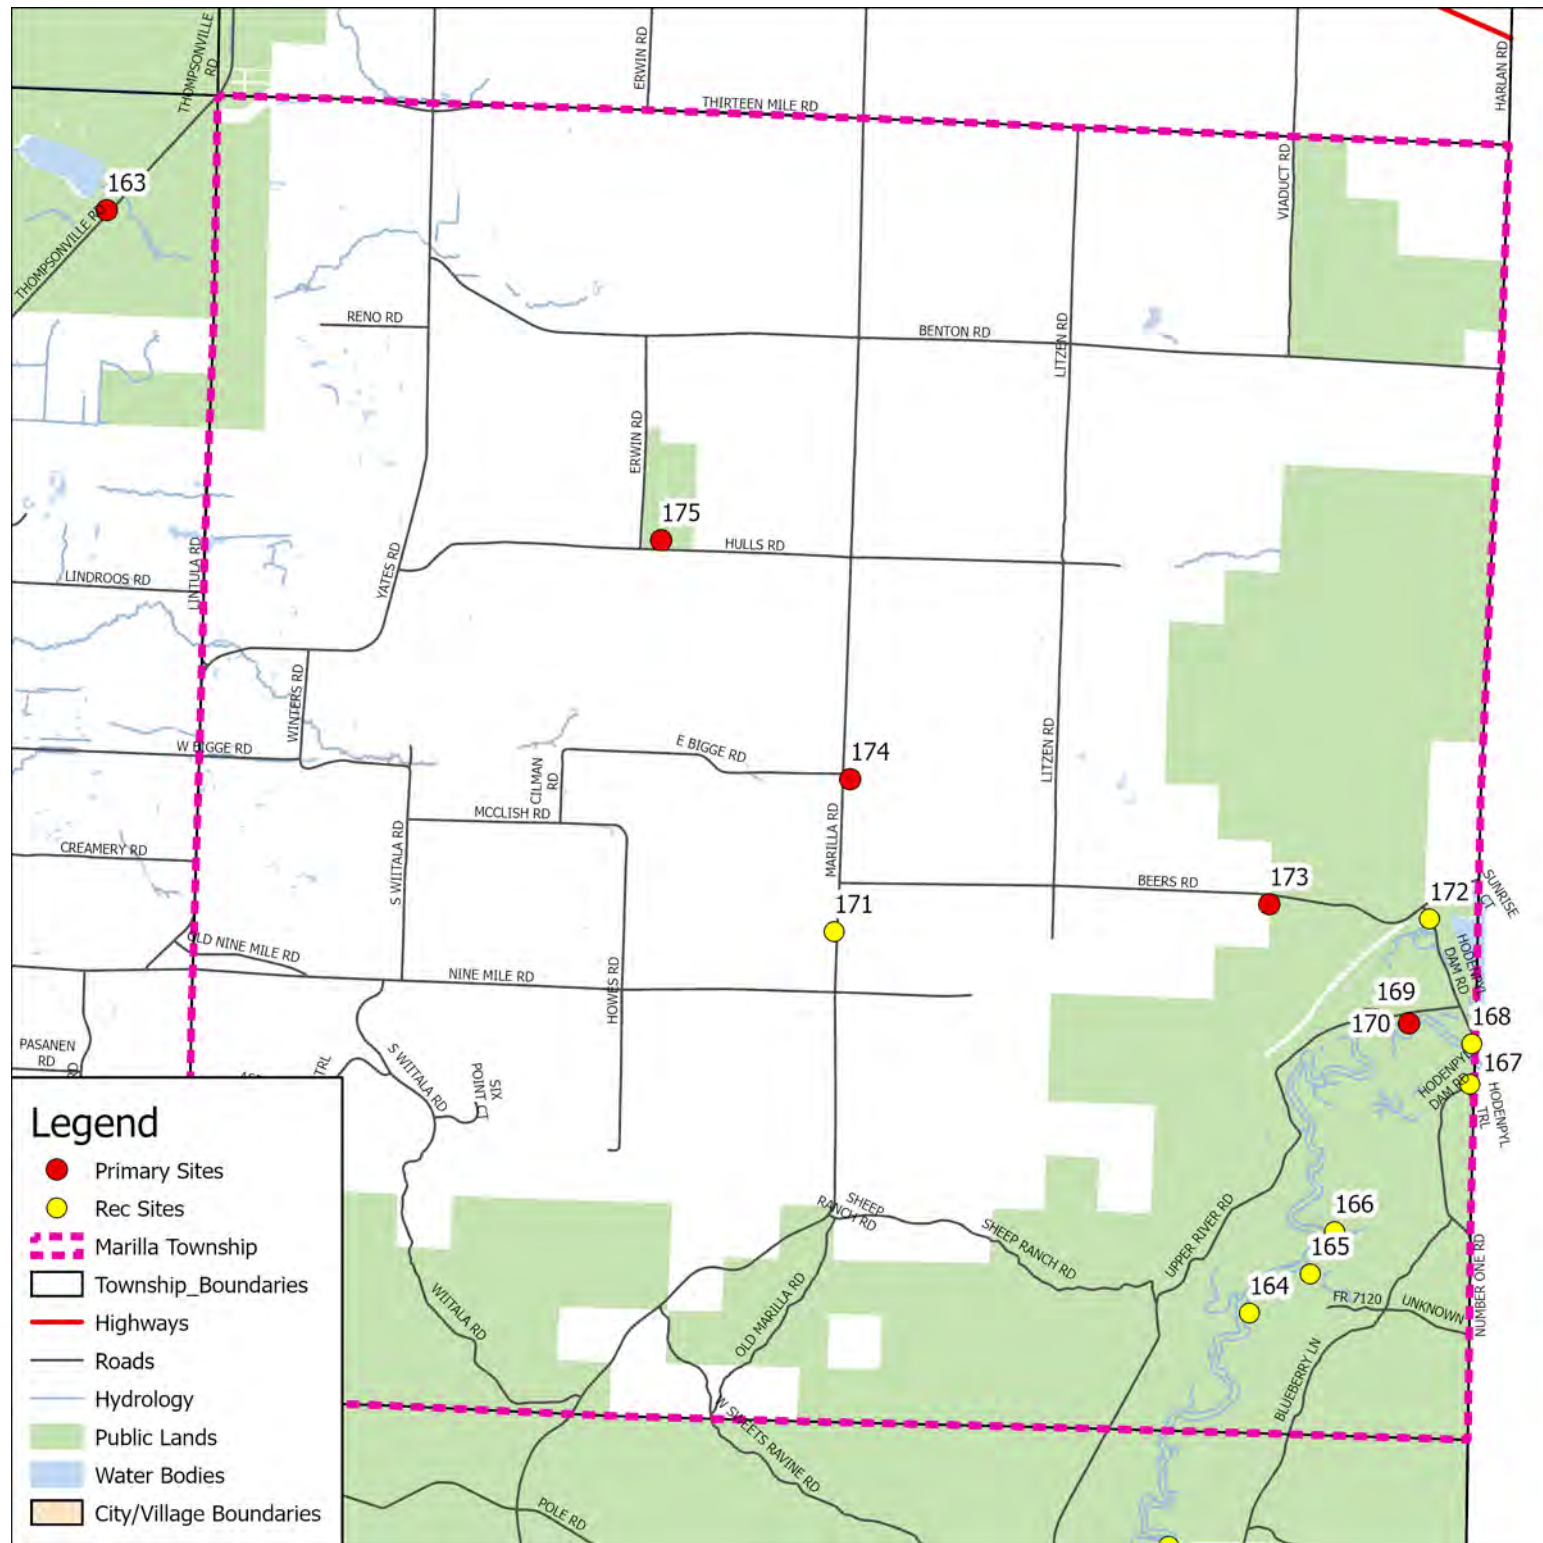 THOMPSONVILLE
RD
ERWIN RD
HARLAN RD
THIRTEEN MILE RD
VIADUCT RD
163
THOMPSONVILLE RD
RENO RD
BENTON RD
LITZEN RD
ERWIN RD
175
HULLS RD
LINTULA RD
YATES RD
LINDROOS RD
WINTERS RD
W BIGGE RD
E BIGGE RD
174
LITZEN RD
CILMAN
RD
MCCLISH RD
MARILLA RD
CREAMERY RD
S WIITALA RD
BEERS RD
173
172
SUNRISE
CT
171
OLD NINE MILE RD
NINE MILE RD
HOWES RD
HODENPYL
DAM RD
169
170
168
167
PASANEN
RD
RD
TRL
S WIITALA RD
SIX
POINT CT
HODENPYL
DAM RD
HODENPYL
TRL
SHEEP
RANCH RD
SHEEP RANCH RD
UPPER RIVER RD
166
165
164
FR 7120
UNKNOWN
NUMBER ONE RD
WIITALA RD
OLD MARILLA RD
BLUEBERRY LN
W SWEETS RAVINE RD
POLE RD
Legend
Primary Sites
Rec Sites
Marilla Township
Township_Boundaries
Highways
Roads
Hydrology
Public Lands
Water Bodies
City/Village Boundaries